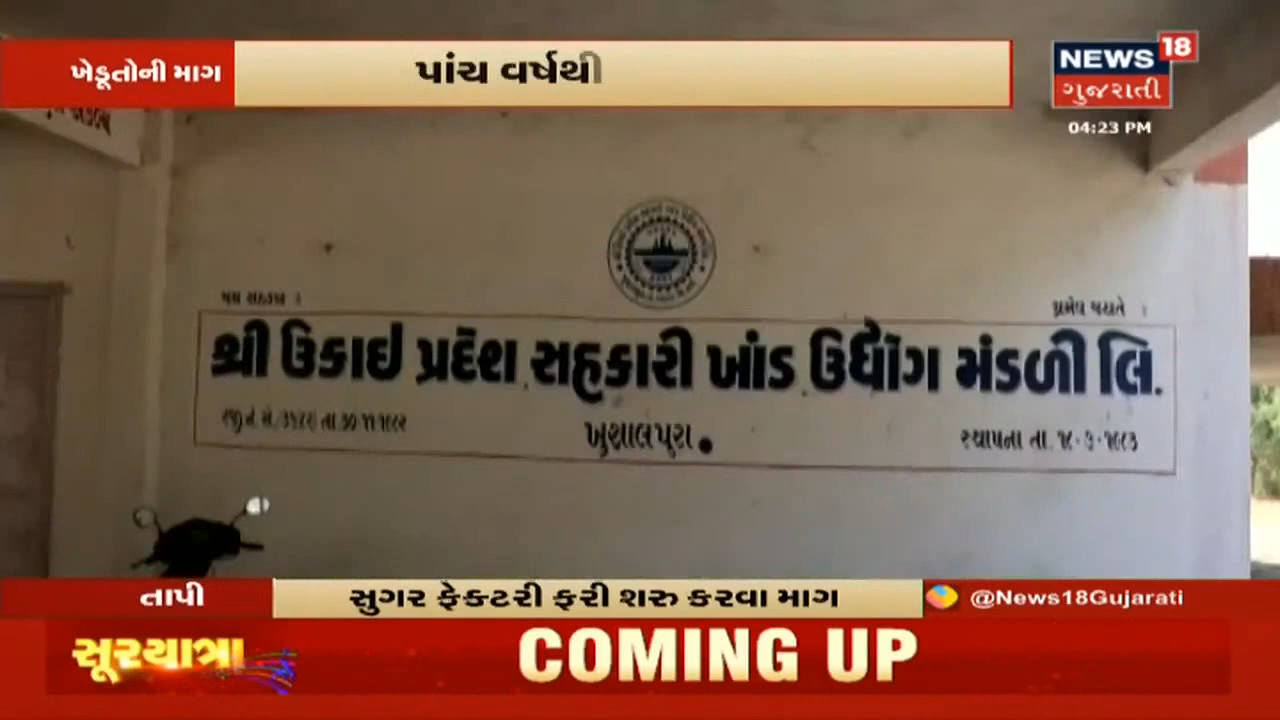 ખેડૂતોની માગ
પાંચ વર્ષથી
NEWS 18
ગુજરાતી
04:23 PM
શ્રી ઉકાઇ પ્રદેશ સહકારી ખાંડ ઉદ્યોગ મંડળી લિ.
ખુશાલપુરા
સ્થાપના તા.
તાપી
સુગર ફેક્ટરી ફરી શરુ કરવા માગ
@News18Gujarati
સૂરયાત્રા
COMING UP